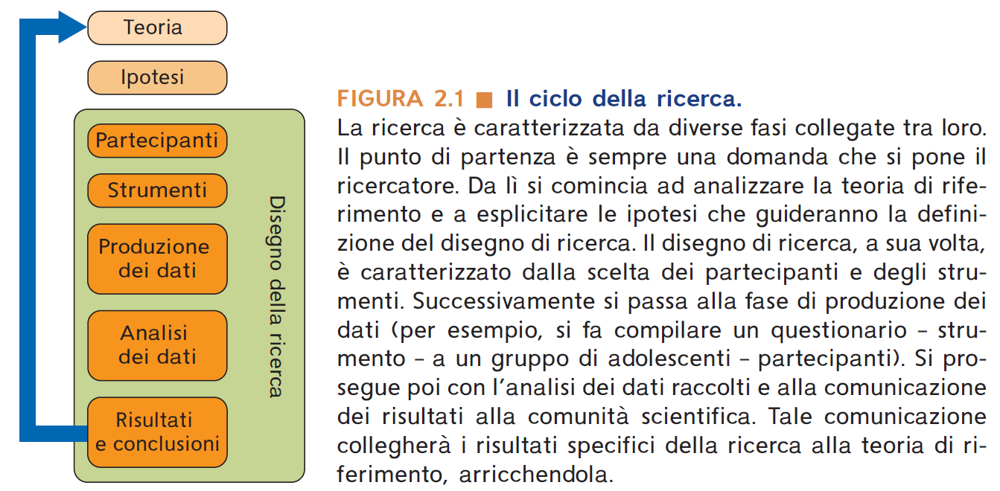 Teoria
Ipotesi
Partecipanti
Strumenti
Produzione
dei dati
Analisi
dei dati
Risultati
e conclusioni
Disegno della ricerca
FIGURA 2.1 ■ Il ciclo della ricerca.
La ricerca è caratterizzata da diverse fasi collegate tra loro.
Il punto di partenza è sempre una domanda che si pone il
ricercatore. Da lì si comincia ad analizzare la teoria di rife-
rimento e a esplicitare le ipotesi che guideranno la defini-
zione del disegno di ricerca. Il disegno di ricerca, a sua volta,
è caratterizzato dalla scelta dei partecipanti e degli stru-
menti. Successivamente si passa alla fase di produzione dei
dati (per esempio, si fa compilare un questionario – stru-
mento – a un gruppo di adolescenti – partecipanti). Si pro-
segue poi con l'analisi dei dati raccolti e alla comunicazione
dei risultati alla comunità scientifica. Tale comunicazione
collegherà i risultati specifici della ricerca alla teoria di ri-
ferimento, arricchendola.